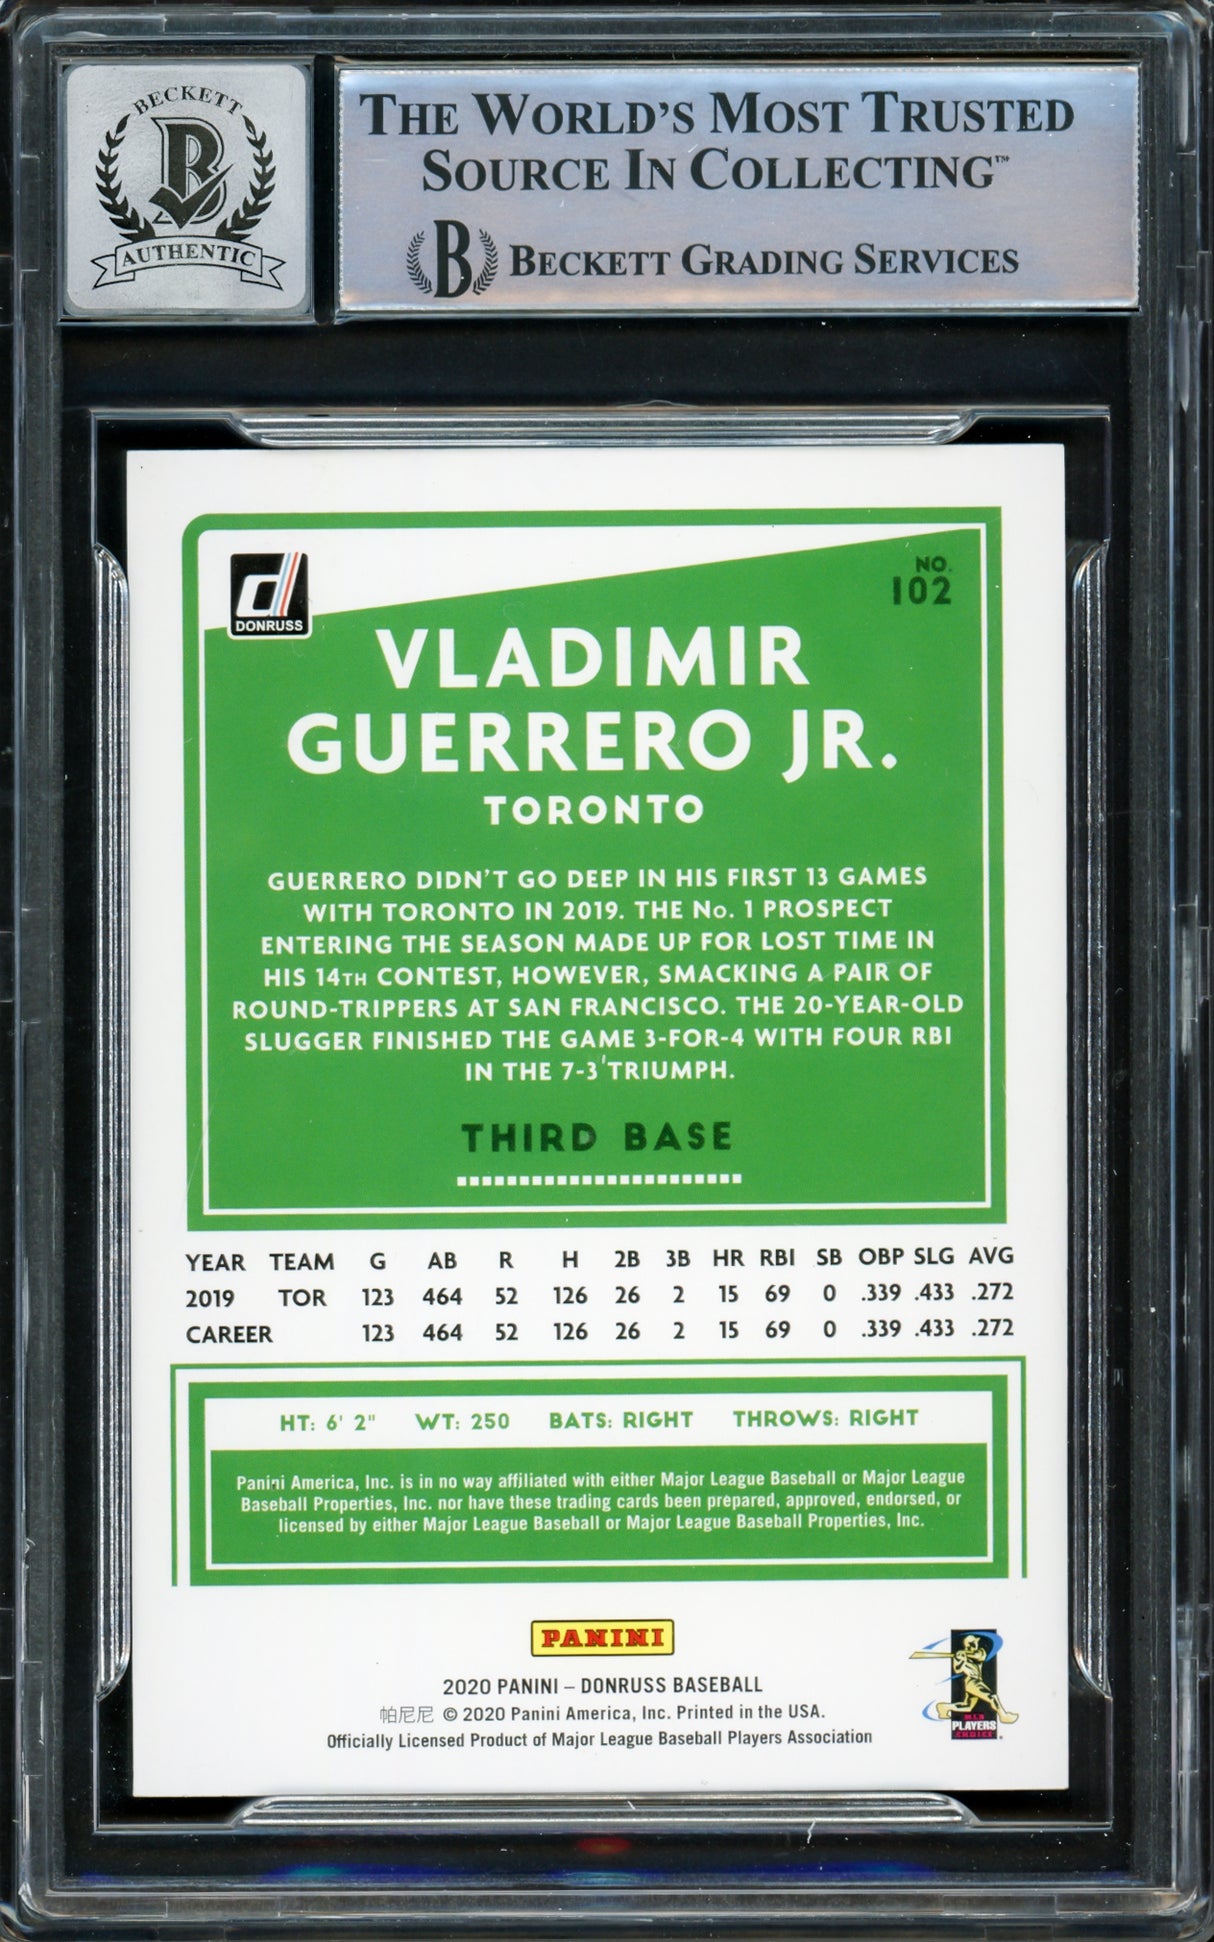 BECKETT
B
AUTHENTIC
THE WORLD'S MOST TRUSTED
SOURCE IN COLLECTING™
B BECKETT GRADING SERVICES
d
DONRUSS
NO.
102
VLADIMIR
GUERRERO JR.
TORONTO
GUERRERO DIDN'T GO DEEP IN HIS FIRST 13 GAMES
WITH TORONTO IN 2019. THE No. 1 PROSPECT
ENTERING THE SEASON MADE UP FOR LOST TIME IN
HIS 14TH CONTEST, HOWEVER, SMACKING A PAIR OF
ROUND-TRIPPERS AT SAN FRANCISCO. THE 20-YEAR-OLD
SLUGGER FINISHED THE GAME 3-FOR-4 WITH FOUR RBI
IN THE 7-3 TRIUMPH.
THIRD BASE
YEAR TEAM G AB R H 2B 3B HR RBI SB OBP SLG AVG
2019 TOR 123 464 52 126 26 2 15 69 0 .339 .433 .272
CAREER 123 464 52 126 26 2 15 69 0 .339 .433 .272
HT: 6' 2" WT: 250 BATS: RIGHT THROWS: RIGHT
Panini America, Inc. is in no way affiliated with either Major League Baseball or Major League
Baseball Properties, Inc. nor have these trading cards been prepared, approved, endorsed, or
licensed by either Major League Baseball or Major League Baseball Properties, Inc.
PANINI
2020 PANINI – DONRUSS BASEBALL
帕尼尼 © 2020 Panini America, Inc. Printed in the USA.
Officially Licensed Product of Major League Baseball Players Association
MLB
PLAYERS
CHOICE